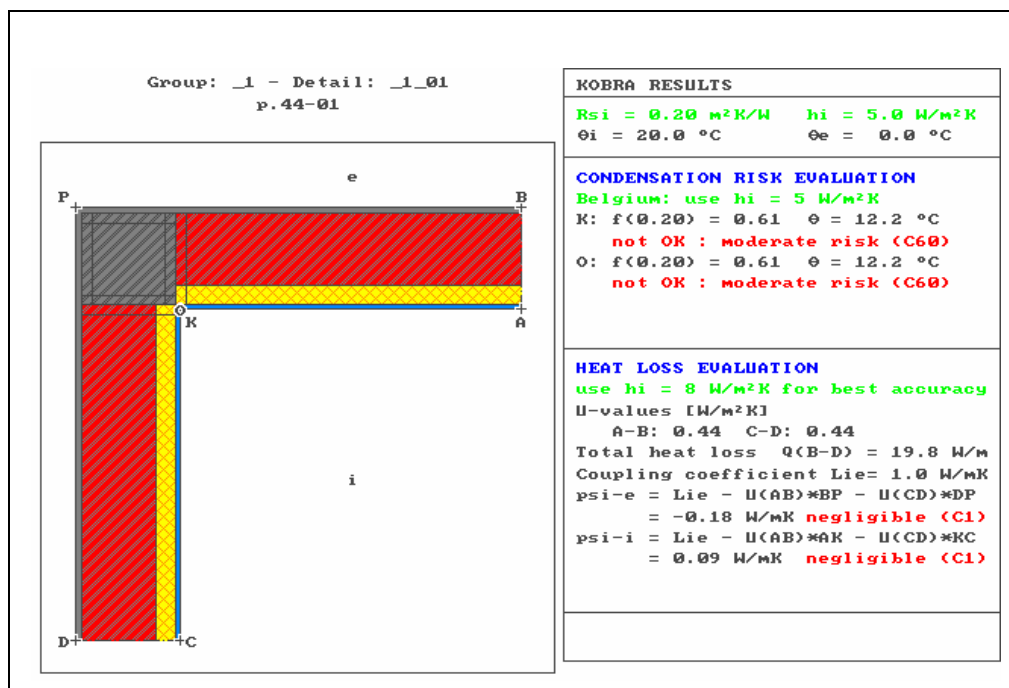 Group: _1 - Detail: _1_01
p.44-01
e
P
B
O
K
A
i
D
C
KOBRA RESULTS
Rsi = 0.20 m²K/W hi = 5.0 W/m²K
θi = 20.0 ºC θe = 0.0 ºC
CONDENSATION RISK EVALUATION
Belgium: use hi = 5 W/m²K
K: f(0.20) = 0.61 θ = 12.2 ºC
not OK : moderate risk (C60)
O: f(0.20) = 0.61 θ = 12.2 ºC
not OK : moderate risk (C60)
HEAT LOSS EVALUATION
use hi = 8 W/m²K for best accuracy
U-values [W/m²K]
A-B: 0.44 C-D: 0.44
Total heat loss Q(B-D) = 19.8 W/m
Coupling coefficient Lie= 1.0 W/mK
psi-e = Lie - U(AB)*BP - U(CD)*DP
= -0.18 W/mK negligible (C1)
psi-i = Lie - U(AB)*AK - U(CD)*KC
= 0.09 W/mK negligible (C1)